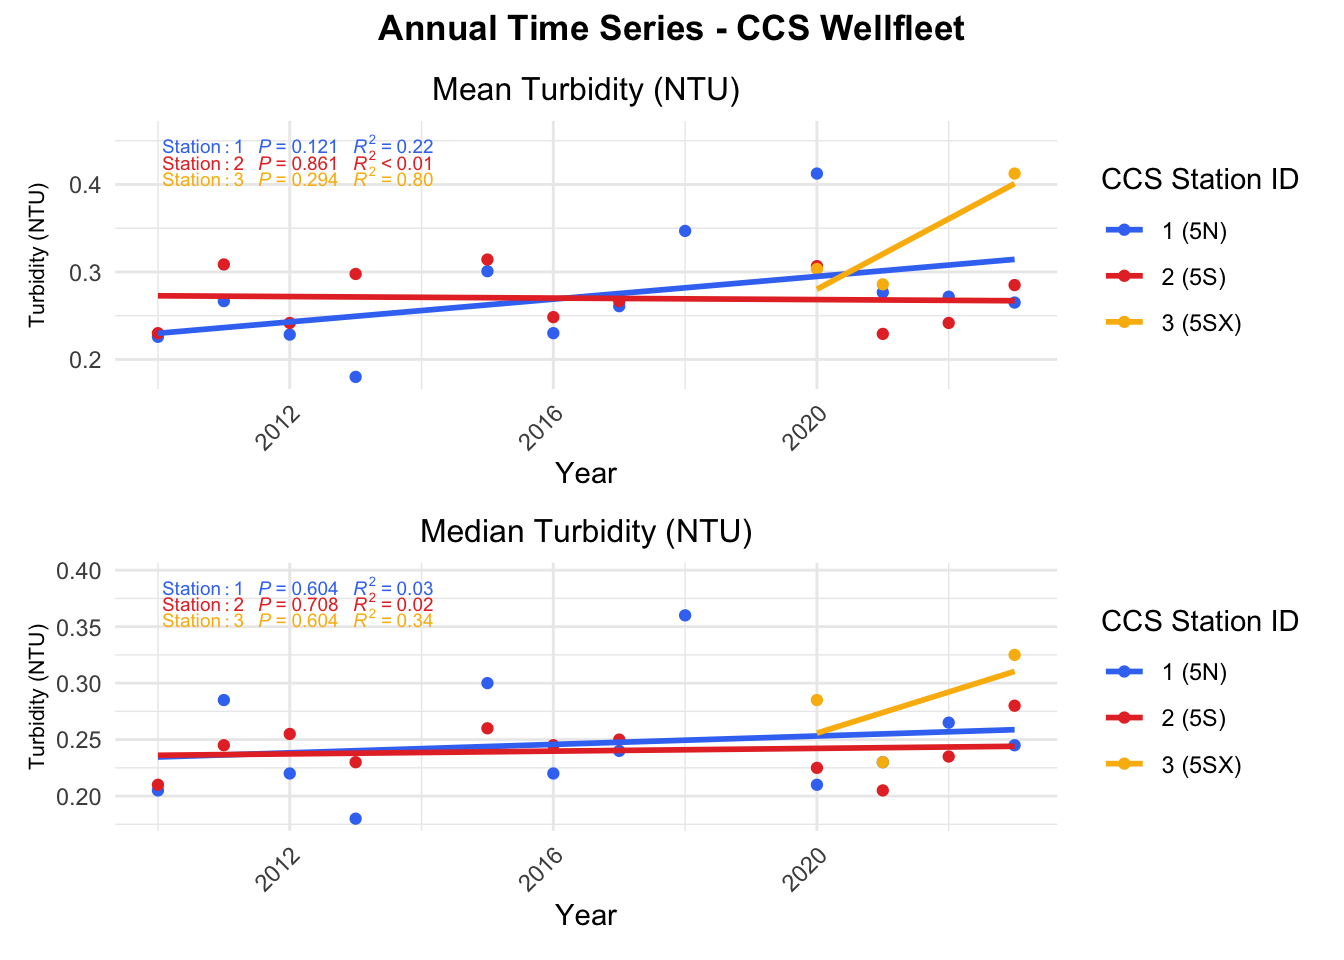 Annual Time Series - CCS Wellfleet
Mean Turbidity (NTU)
Station : 1 P = 0.121 R² = 0.22
Station : 2 P = 0.861 R² < 0.01
Station : 3 P = 0.294 R² = 0.80
Turbidity (NTU)
0.4
0.3
0.2
2012
2016
2020
Year
CCS Station ID
1 (5N)
2 (5S)
3 (5SX)
Median Turbidity (NTU)
Station : 1 P = 0.604 R² = 0.03
Station : 2 P = 0.708 R² = 0.02
Station : 3 P = 0.604 R² = 0.34
Turbidity (NTU)
0.40
0.35
0.30
0.25
0.20
2012
2016
2020
Year
CCS Station ID
1 (5N)
2 (5S)
3 (5SX)